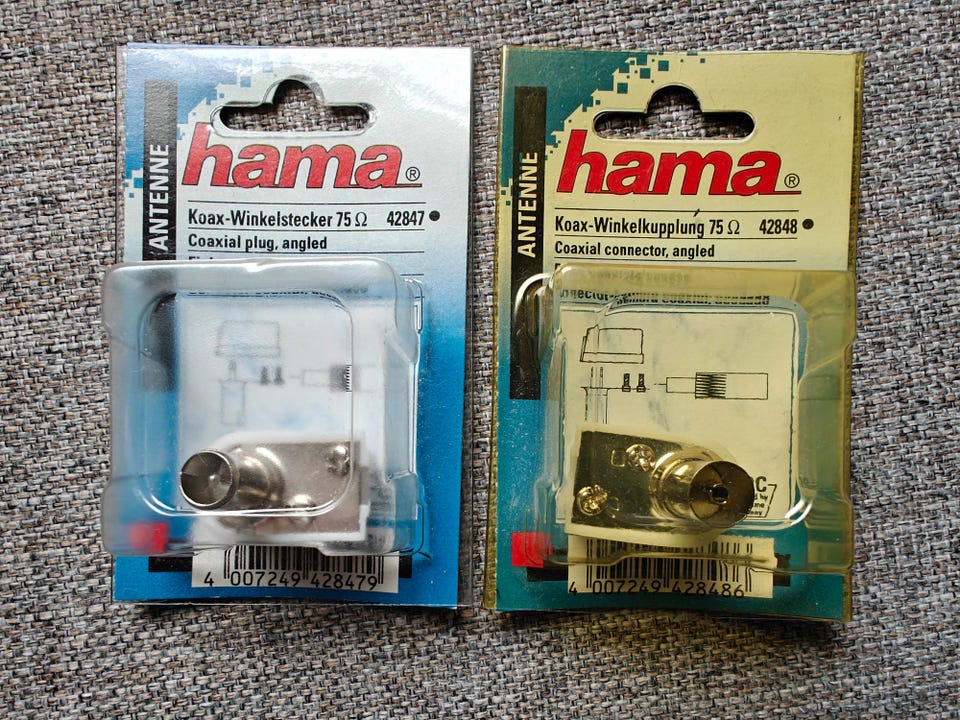 ANTENNE
hama®
Koax-Winkelstecker 75 Ω 42847 ●
Coaxial plug, angled
4 007249 428479
ANTENNE
hama®
Koax-Winkelkupplung 75 Ω 42848 ●
Coaxial connector, angled
4 007249 428486